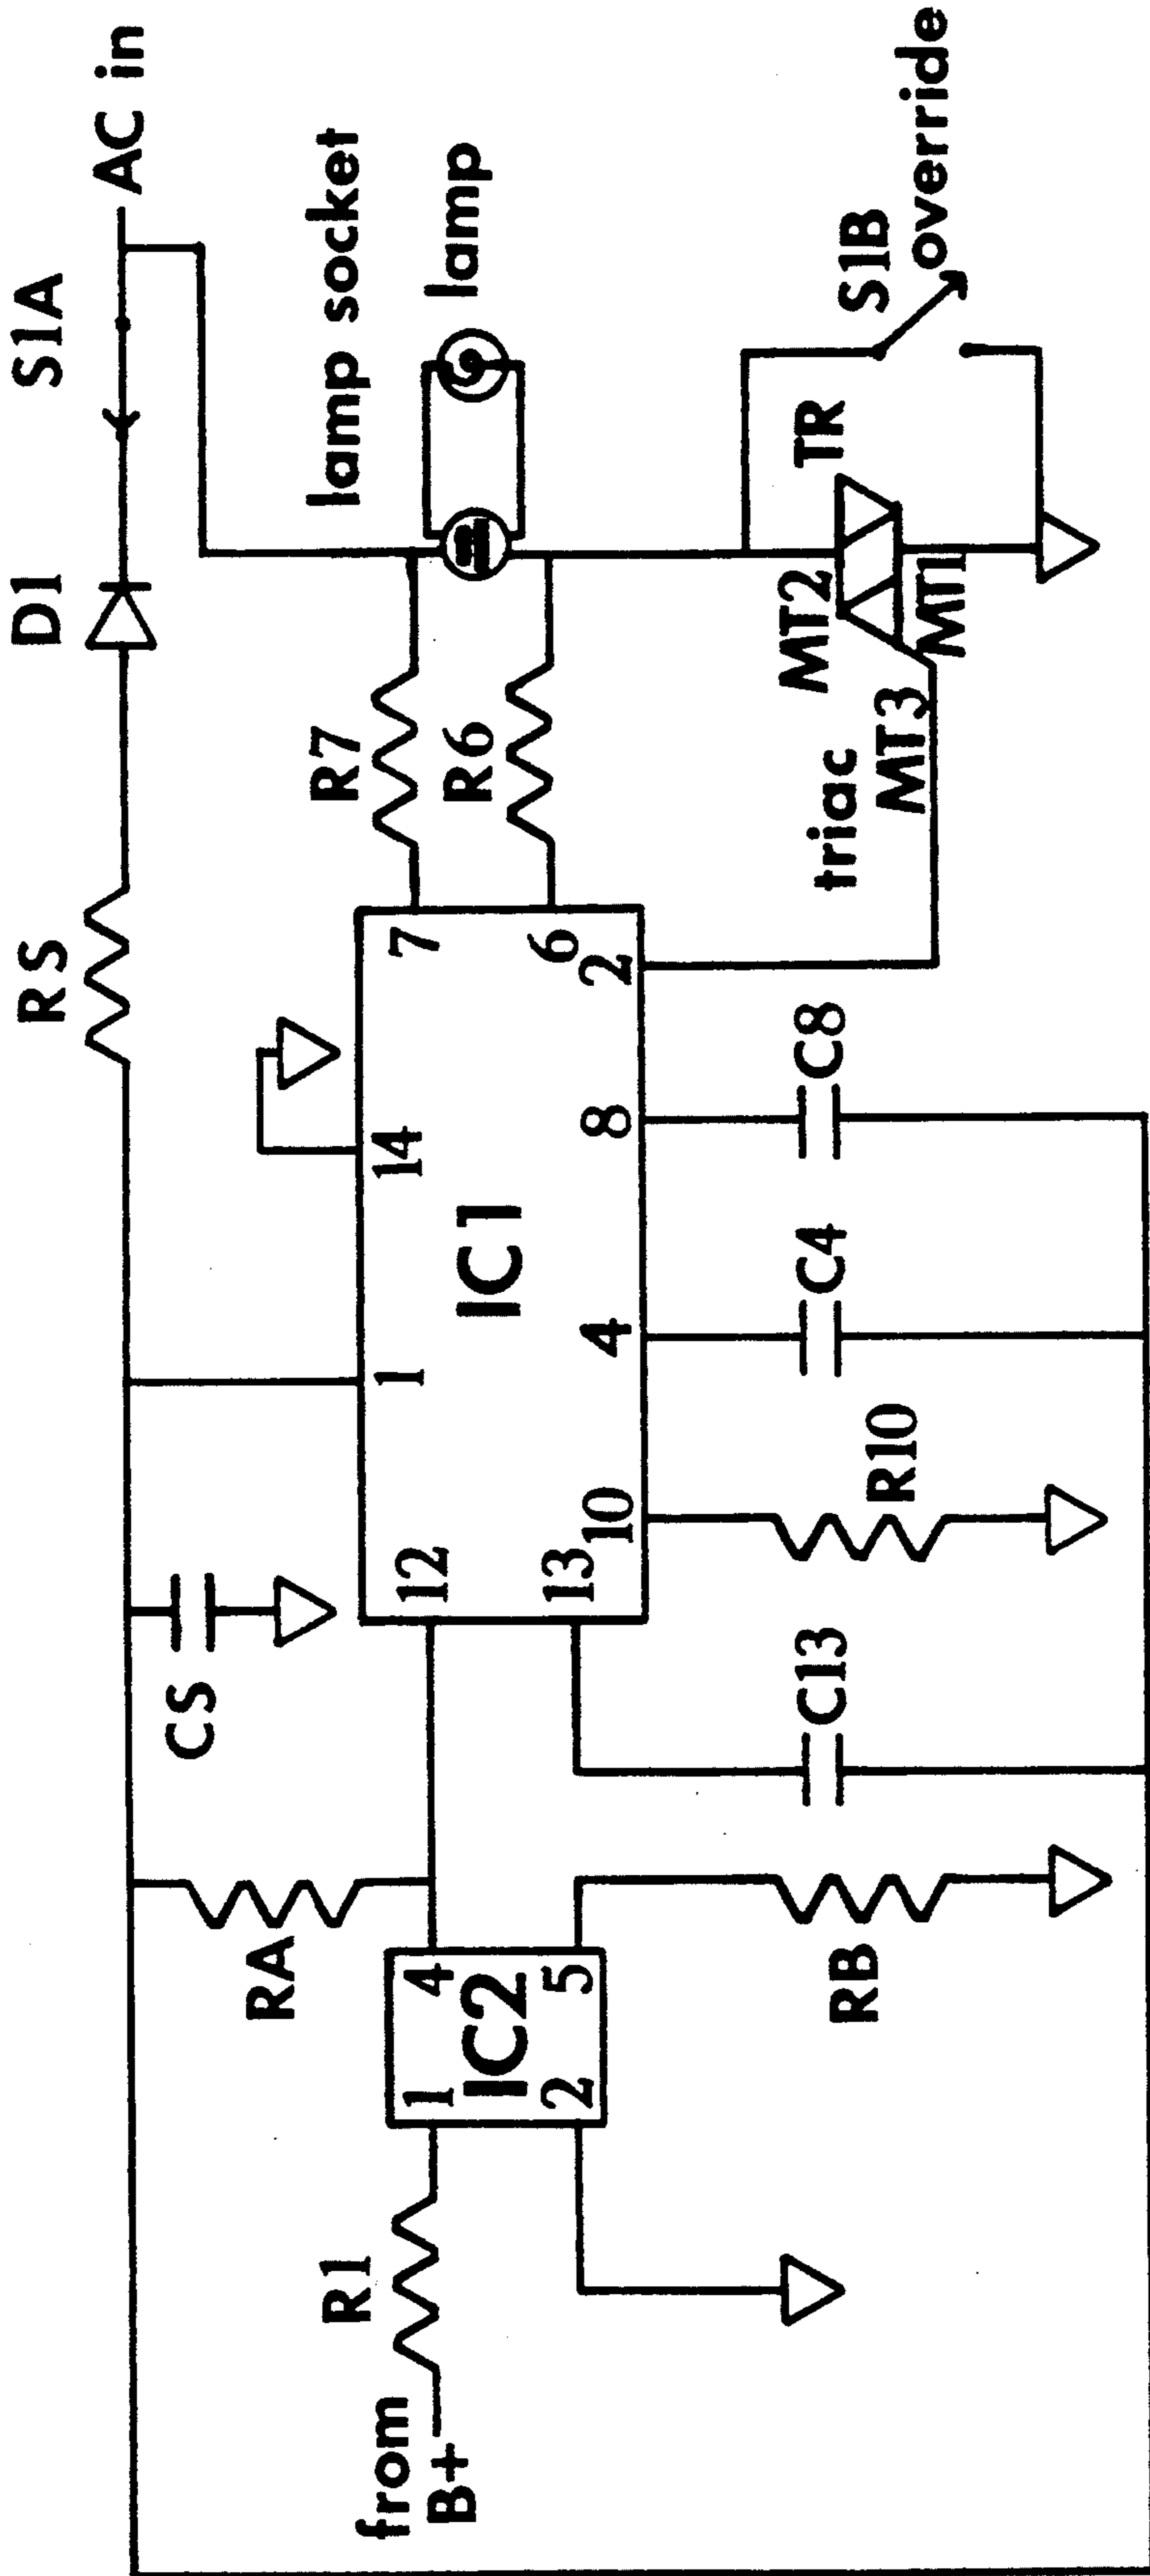 S1A
D1
RS
AC in
CS
lamp socket
lamp
R7
R6
RA
R1
from
B+
1
2
4
5
IC2
12
13
1
14
7
6
2
8
4
10
IC1
triac
MT2
MT1
MT3
TR
S1B
override
C8
C4
R10
C13
RB